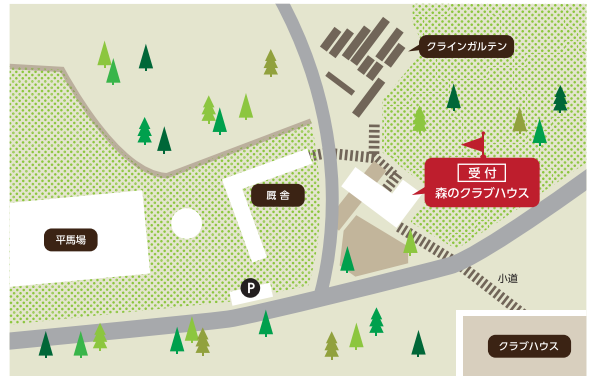 クラインガルテン
受付
森のクラブハウス
厩舎
平馬場
P
小道
クラブハウス